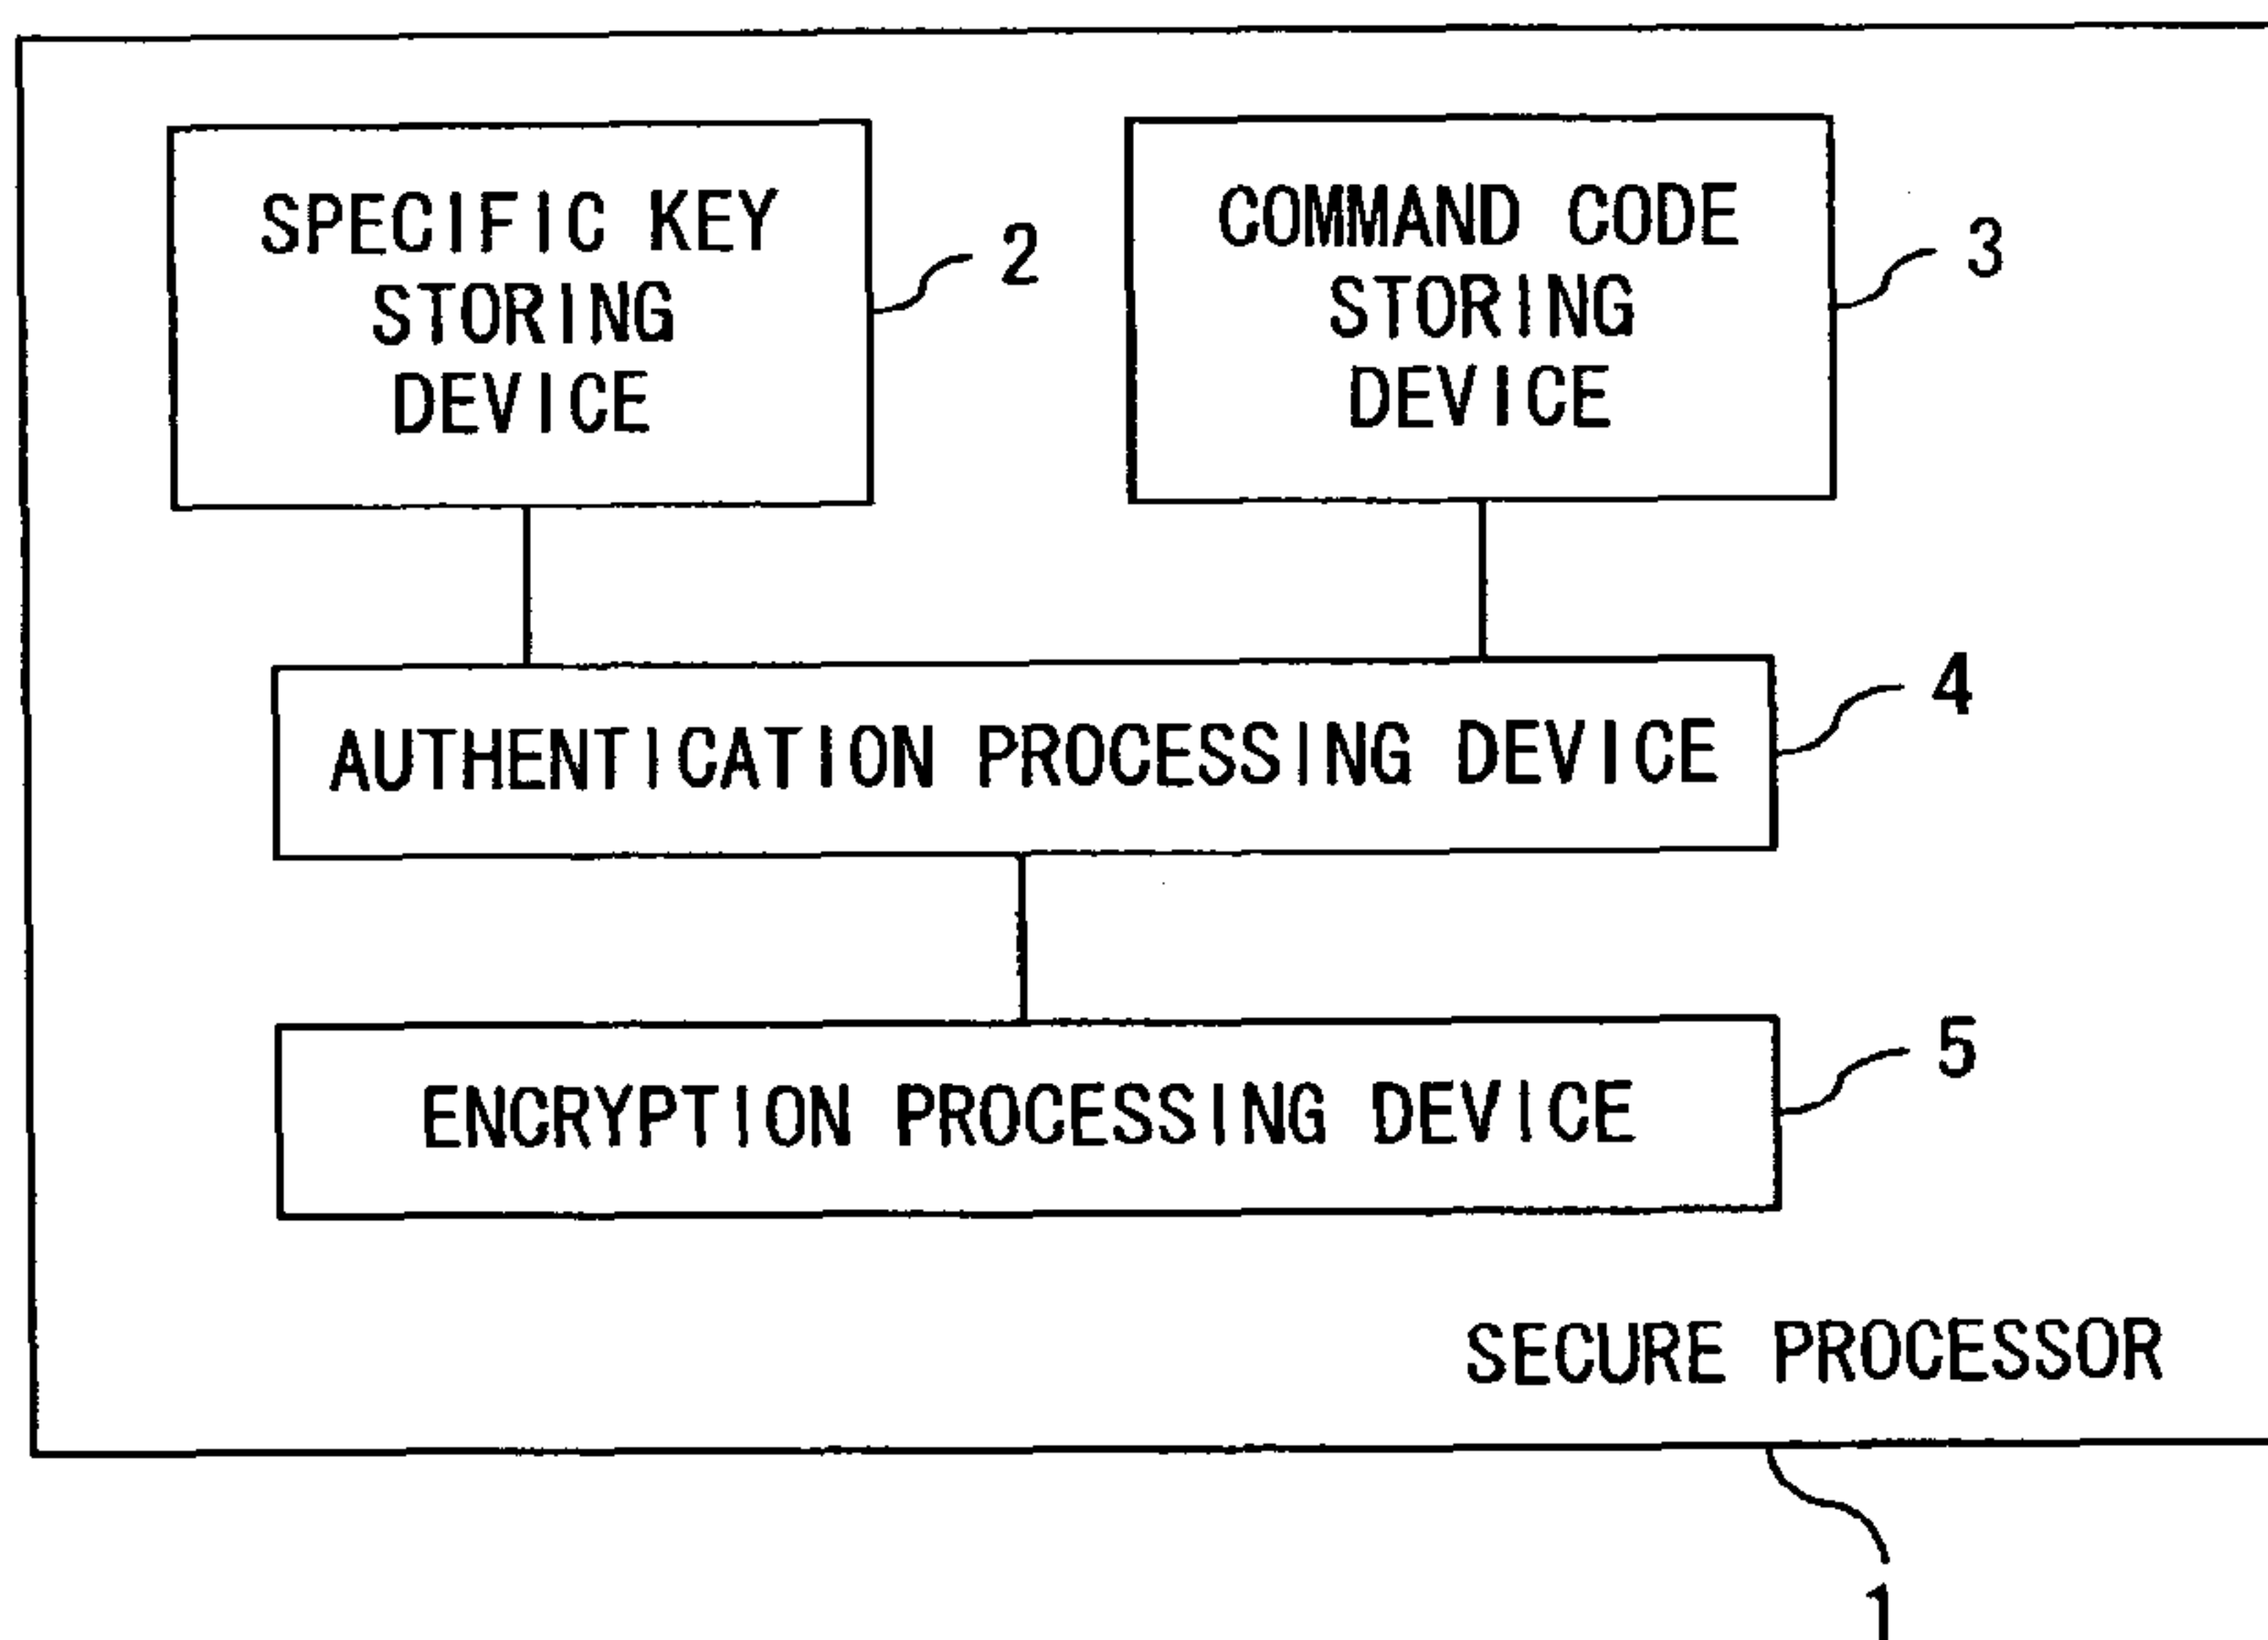 SPECIFIC KEY
STORING
DEVICE
2
COMMAND CODE
STORING
DEVICE
3
AUTHENTICATION PROCESSING DEVICE
4
ENCRYPTION PROCESSING DEVICE
5
SECURE PROCESSOR
1